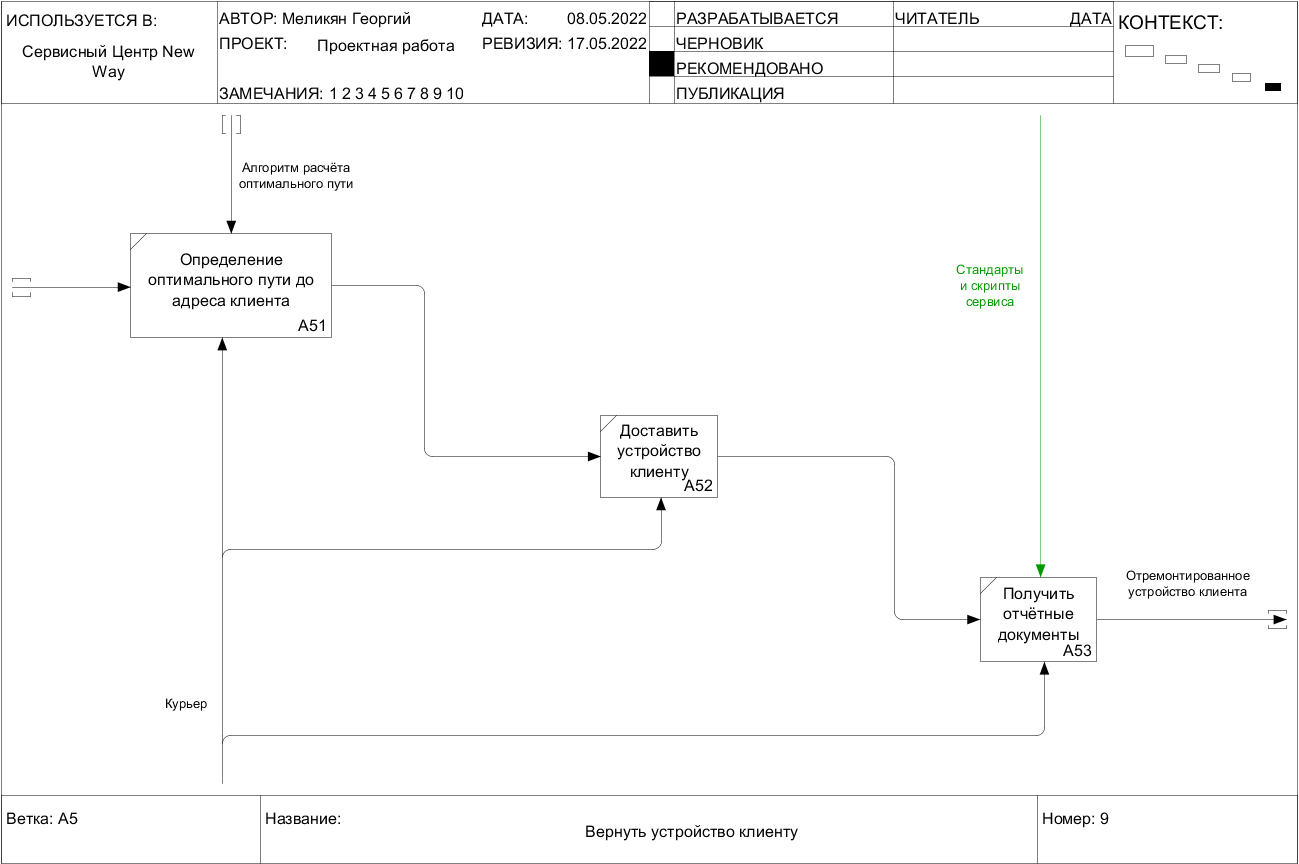 ИСПОЛЬЗУЕТСЯ В:
Сервисный Центр New
Way
АВТОР: Меликян Георгий
ДАТА: 08.05.2022
ПРОЕКТ: Проектная работа
РЕВИЗИЯ: 17.05.2022
ЗАМЕЧАНИЯ: 1 2 3 4 5 6 7 8 9 10
РАЗРАБАТЫВАЕТСЯ
ЧЕРНОВИК
РЕКОМЕНДОВАНО
ПУБЛИКАЦИЯ
ЧИТАТЕЛЬ ДАТА
КОНТЕКСТ:
Алгоритм расчёта
оптимального пути
Определение
оптимального пути до
адреса клиента
A51
Стандарты
и скрипты
сервиса
Доставить
устройство
клиенту
A52
Получить
отчётные
документы
A53
Отремонтированное
устройство клиента
Курьер
Ветка: A5
Название:
Вернуть устройство клиенту
Номер: 9